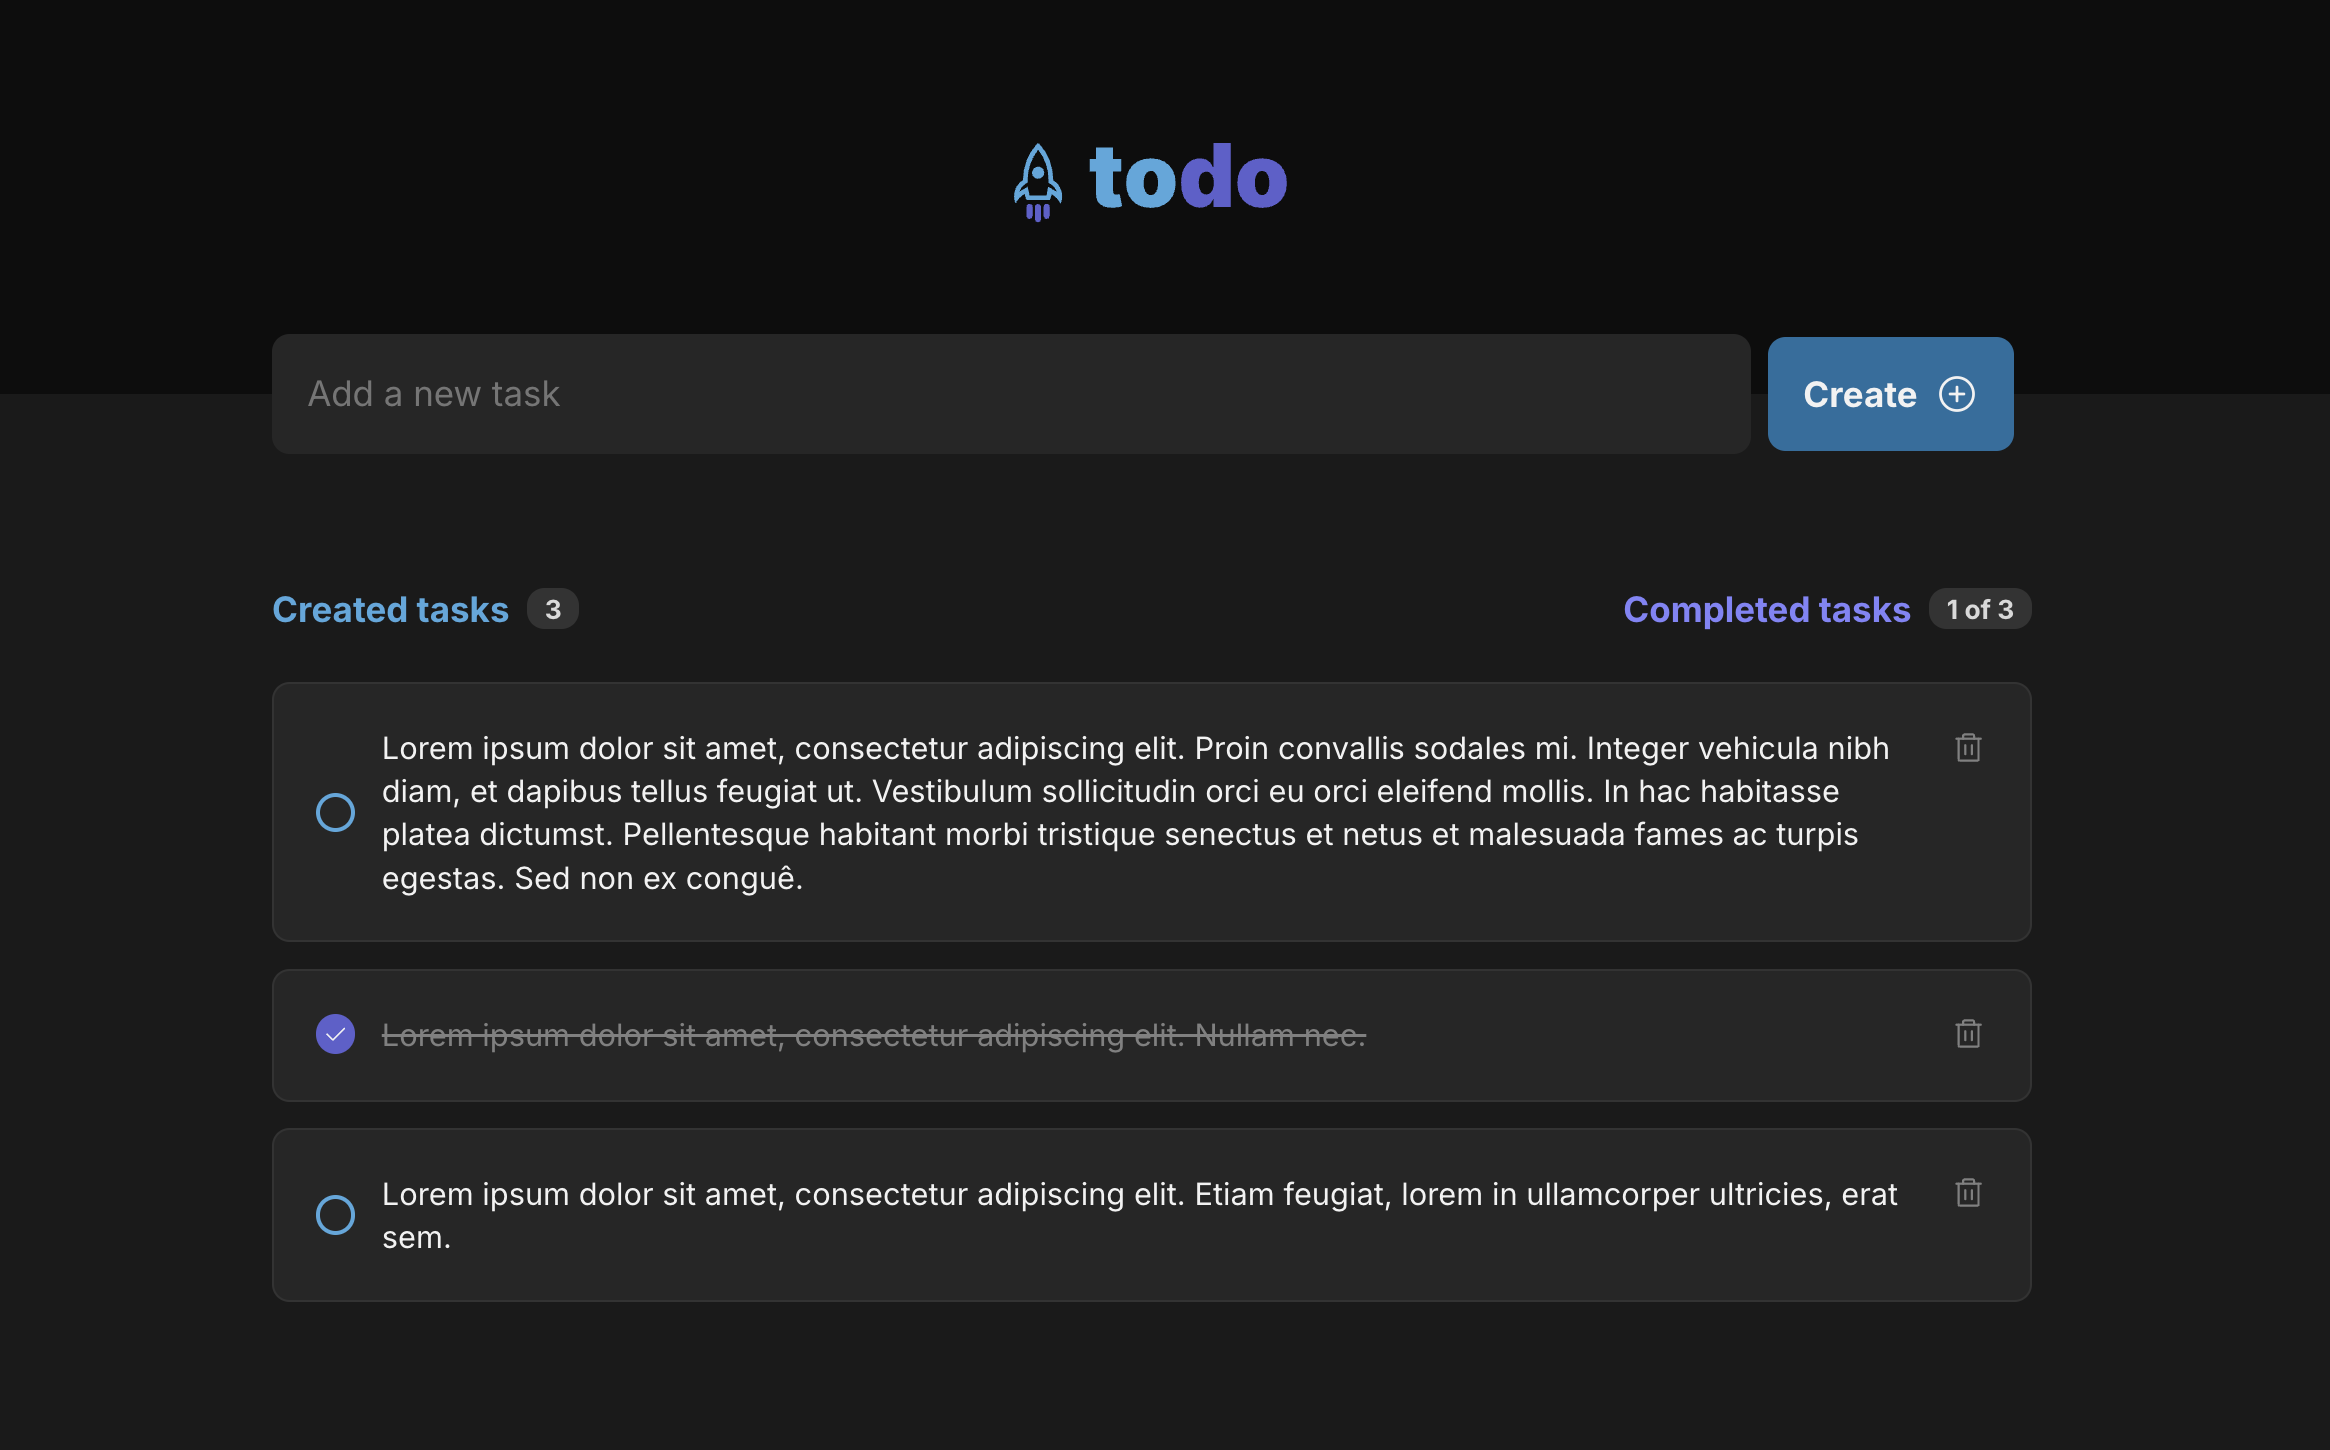 todo
Add a new task
Create
Created tasks 3
Completed tasks 1 of 3
Lorem ipsum dolor sit amet, consectetur adipiscing elit. Proin convallis sodales mi. Integer vehicula nibh
diam, et dapibus tellus feugiat ut. Vestibulum sollicitudin orci eu orci eleifend mollis. In hac habitasse
platea dictumst. Pellentesque habitant morbi tristique senectus et netus et malesuada fames ac turpis
egestas. Sed non ex conguê.
Lorem ipsum dolor sit amet, consectetur adipiscing elit. Nullam nec.
Lorem ipsum dolor sit amet, consectetur adipiscing elit. Etiam feugiat, lorem in ullamcorper ultricies, erat
sem.